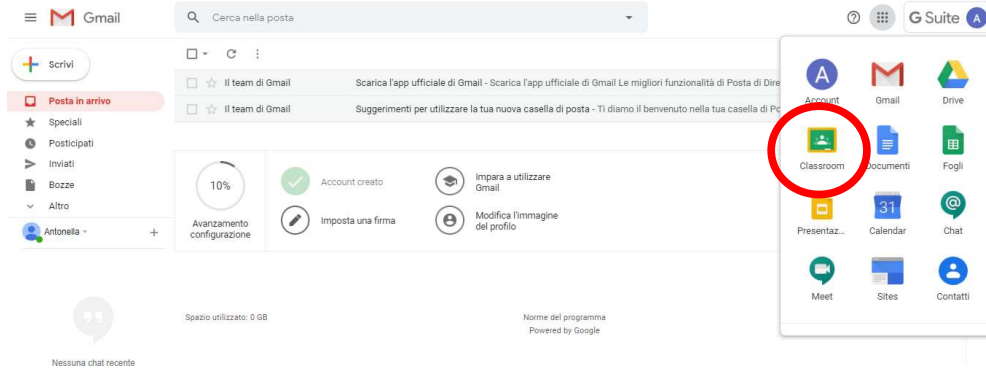 Gmail
Cerca nella posta
G Suite A
Scrivi
Posta in arrivo
Speciali
Posticipati
Inviati
Bozze
Altro
Antonella
Nessuna chat recente
Il team di Gmail Scarica l'app ufficiale di Gmail - Scarica l'app ufficiale di Gmail Le migliori funzionalità di Posta di Dire
Il team di Gmail Suggerimenti per utilizzare la tua nuova casella di posta - Ti diamo il benvenuto nella tua casella di Po
10%
Avanzamento
configurazione
Account creato
Imposta una firma
Impara a utilizzare
Gmail
Modifica l'immagine
del profilo
Spazio utilizzato: 0 GB
Norme del programma
Powered by Google
A
Account Gmail Drive
Classroom Documenti Fogli
31
Presentaz... Calendar Chat
Meet Sites Contatti